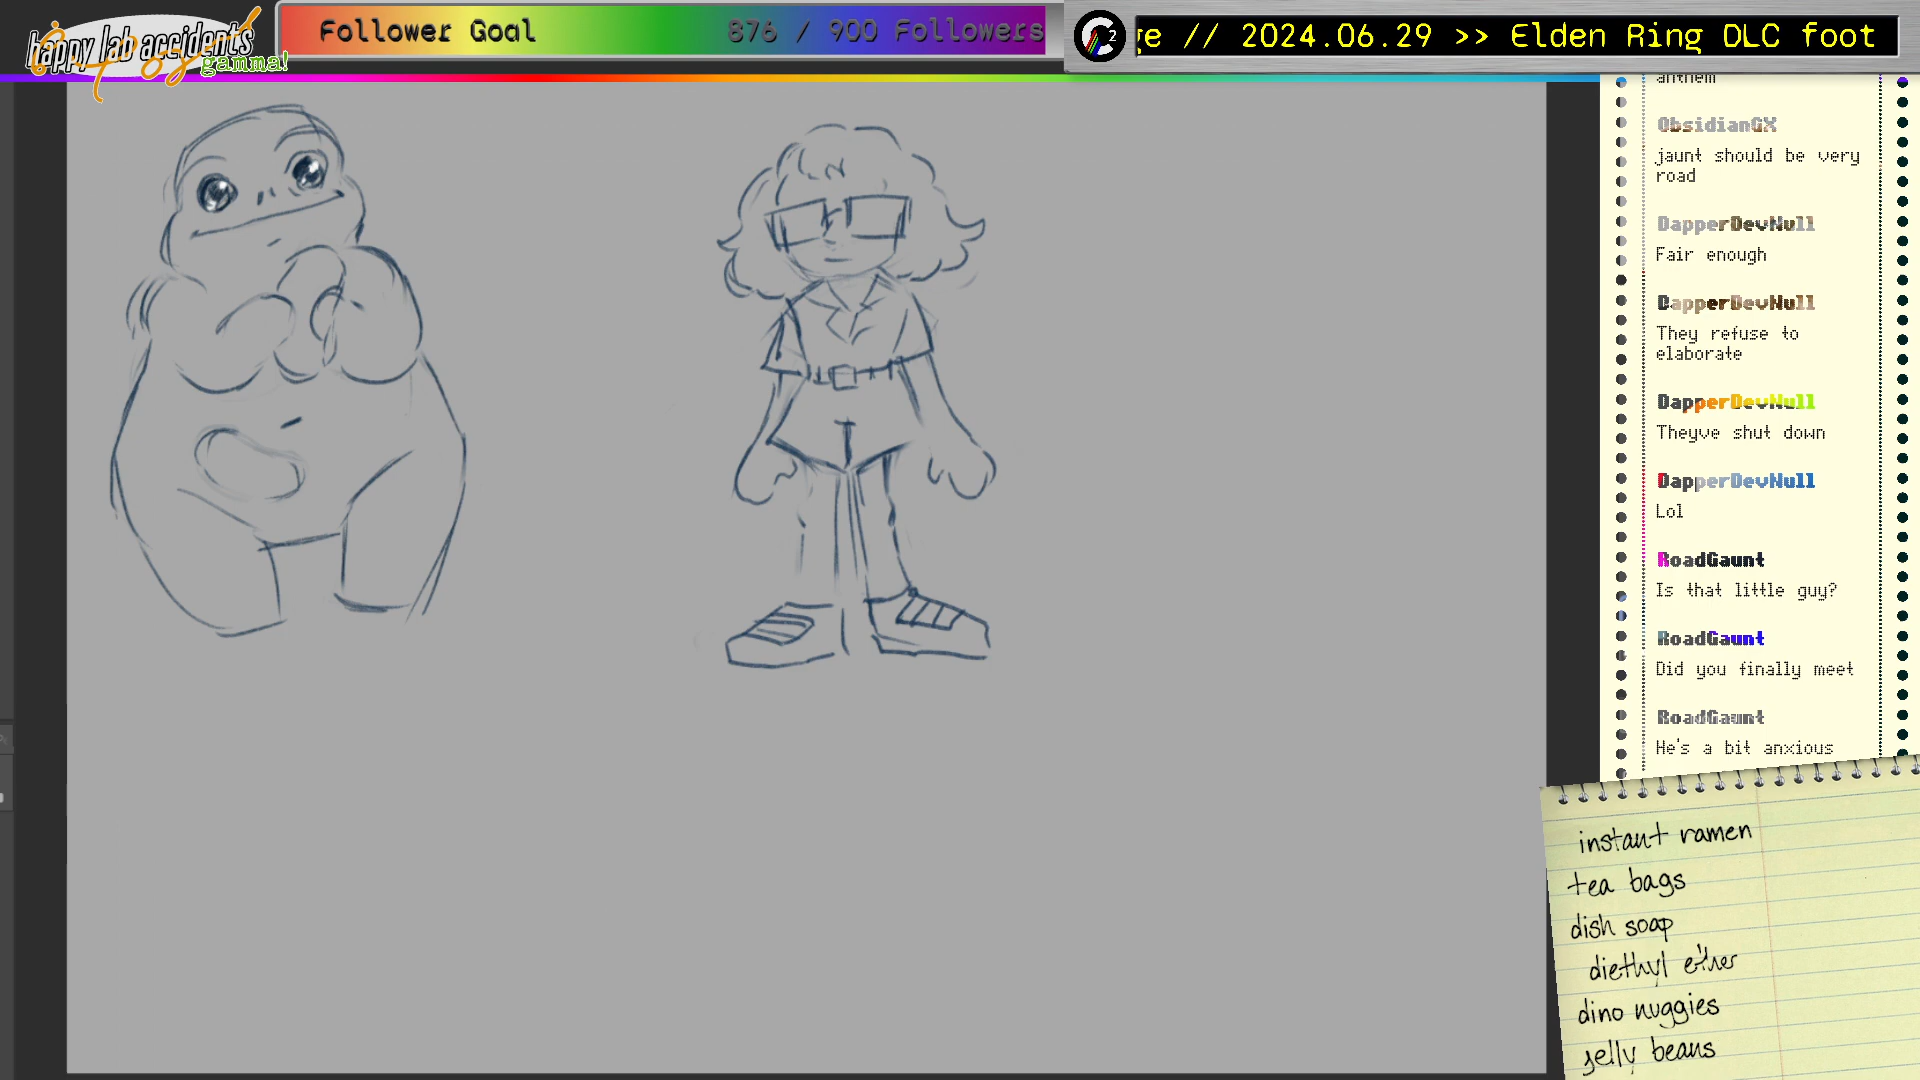 happy lab accidents
gamma!
Follower Goal 876 / 900 Followers
ge // 2024.06.29 >> Elden Ring DLC foot
anthem
ObsidianGX
jaunt should be very
road
DapperDevNull
Fair enough
DapperDevNull
They refuse to
elaborate
DapperDevNull
Theyve shut down
DapperDevNull
Lol
RoadGaunt
Is that little guy?
RoadGaunt
Did you finally meet
RoadGaunt
He's a bit anxious
instant ramen
tea bags
dish soap
diethyl ether
dino nuggies
jelly beans